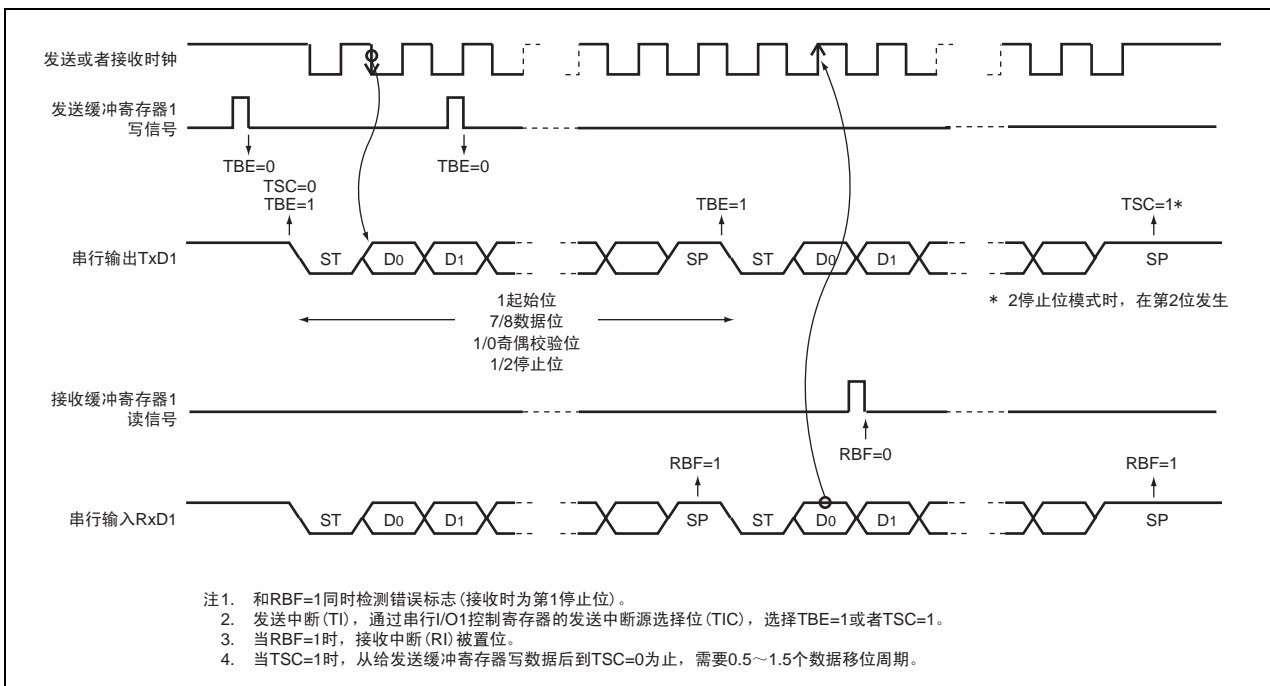 发送或者接收时钟
发送缓冲寄存器1
写信号
TBE=0
TBE=0
TSC=0
TBE=1
TBE=1
TSC=1*
串行输出TxD1
ST
D0
D1
SP
ST
D0
D1
SP
1起始位
7/8数据位
1/0奇偶校验位
1/2停止位
* 2停止位模式时，在第2位发生
接收缓冲寄存器1
读信号
RBF=0
RBF=1
RBF=1
串行输入RxD1
ST
D0
D1
SP
ST
D0
D1
SP
注1. 和RBF=1同时检测错误标志(接收时为第1停止位)。
2. 发送中断(TI)，通过串行I/O1控制寄存器的发送中断源选择位(TIC)，选择TBE=1或者TSC=1。
3. 当RBF=1时，接收中断(RI)被置位。
4. 当TSC=1时，从给发送缓冲寄存器写数据后到TSC=0为止，需要0.5～1.5个数据移位周期。